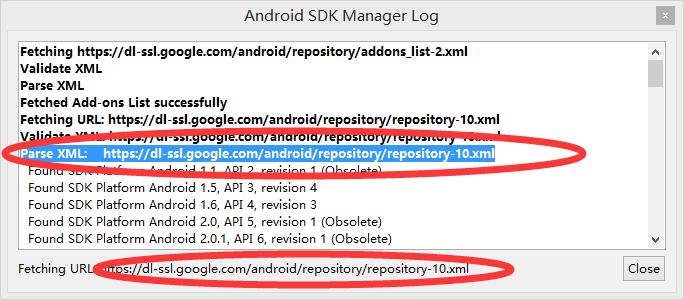 Android SDK Manager Log
x
Fetching https://dl-ssl.google.com/android/repository/addons_list-2.xml
Validate XML
Parse XML
Fetched Add-ons List successfully
Fetching URL: https://dl-ssl.google.com/android/repository/repository-10.xml
Validate XML: https://dl-ssl.google.com/android/repository/repository-10.xml
Parse XML: https://dl-ssl.google.com/android/repository/repository-10.xml
Found SDK Platform Android 1.1, API 2, revision 1 (Obsolete)
Found SDK Platform Android 1.5, API 3, revision 4
Found SDK Platform Android 1.6, API 4, revision 3
Found SDK Platform Android 2.0, API 5, revision 1 (Obsolete)
Found SDK Platform Android 2.0.1, API 6, revision 1 (Obsolete)
Fetching URL: https://dl-ssl.google.com/android/repository/repository-10.xml
Close